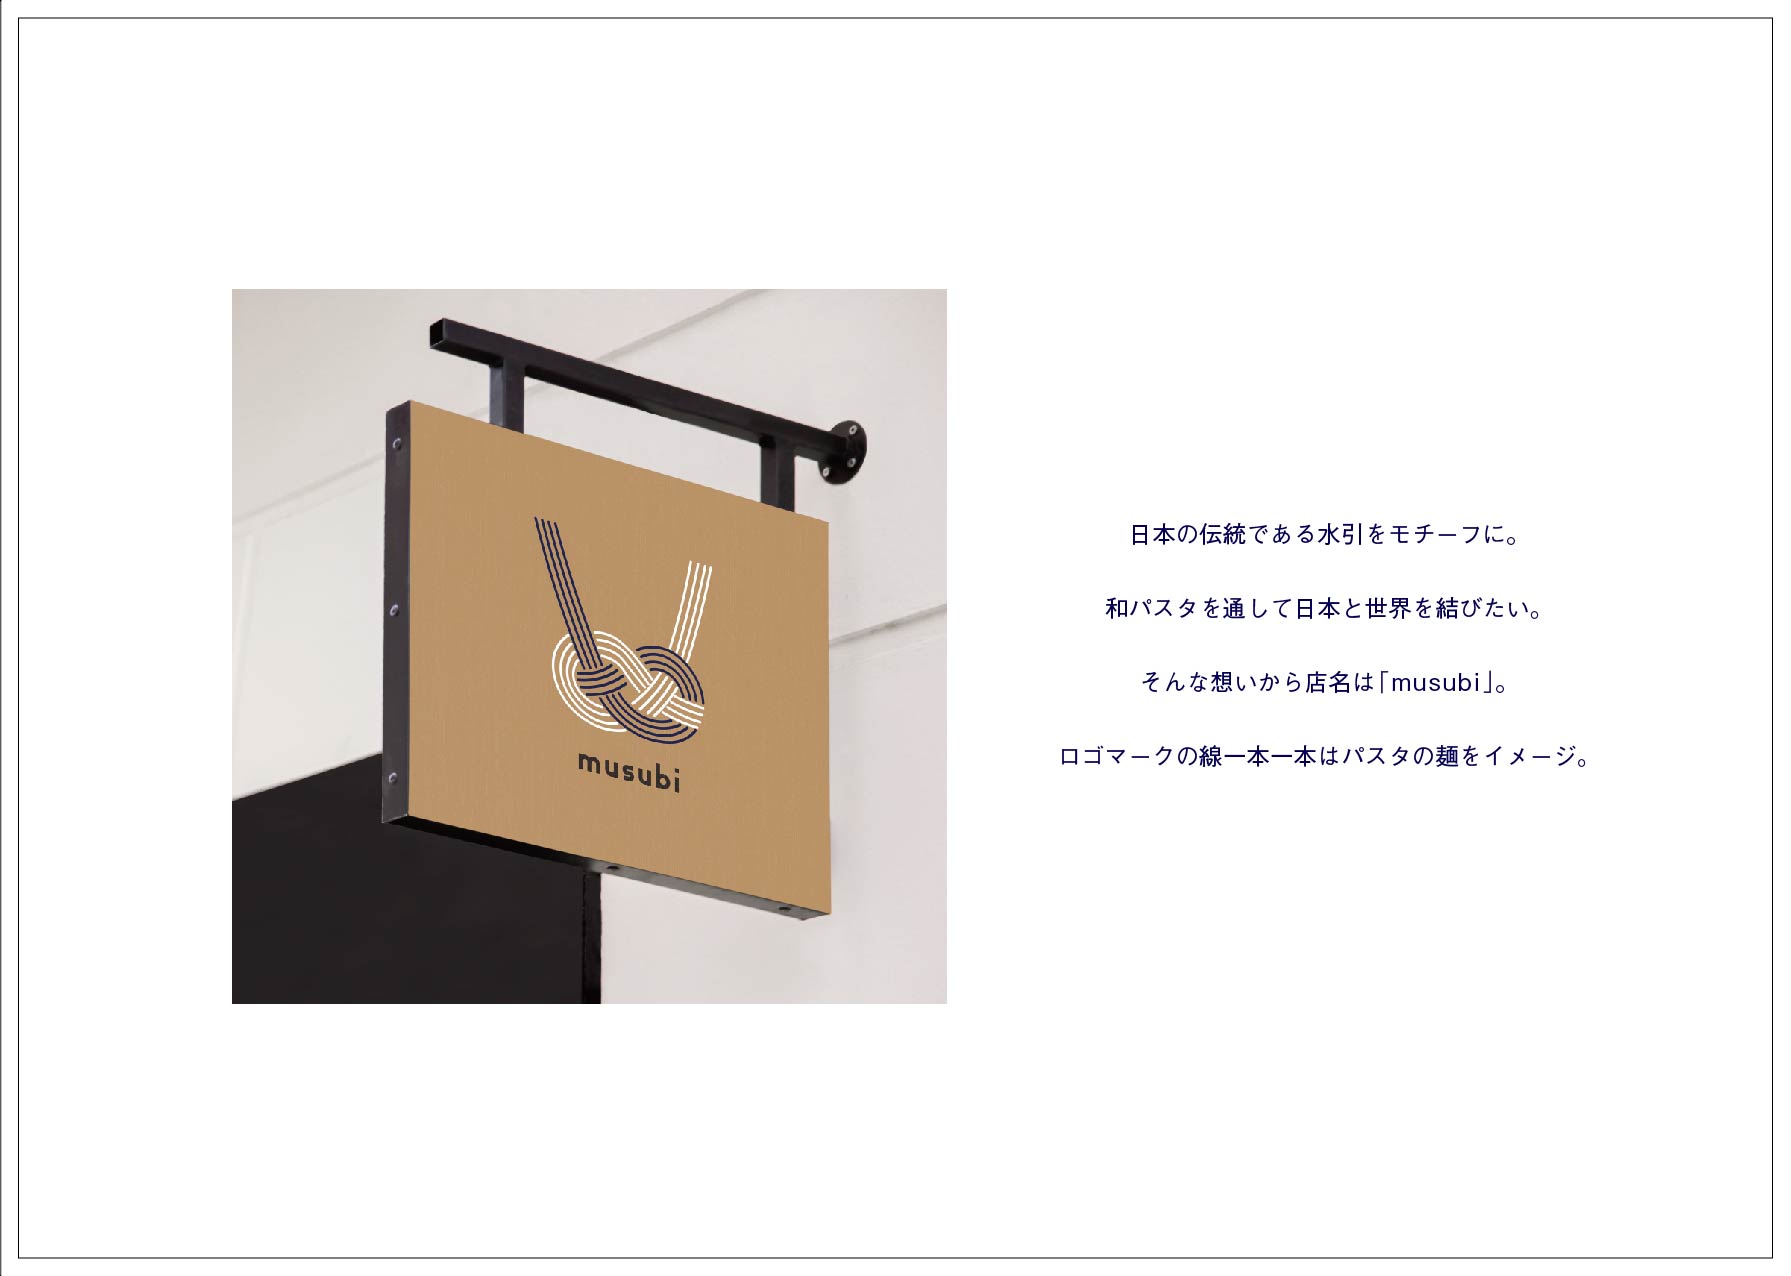 musubi
日本の伝統である水引をモチーフに。
和パスタを通して日本と世界を結びたい。
そんな想いから店名は「musubi」。
ロゴマークの線一本一本はパスタの麺をイメージ。